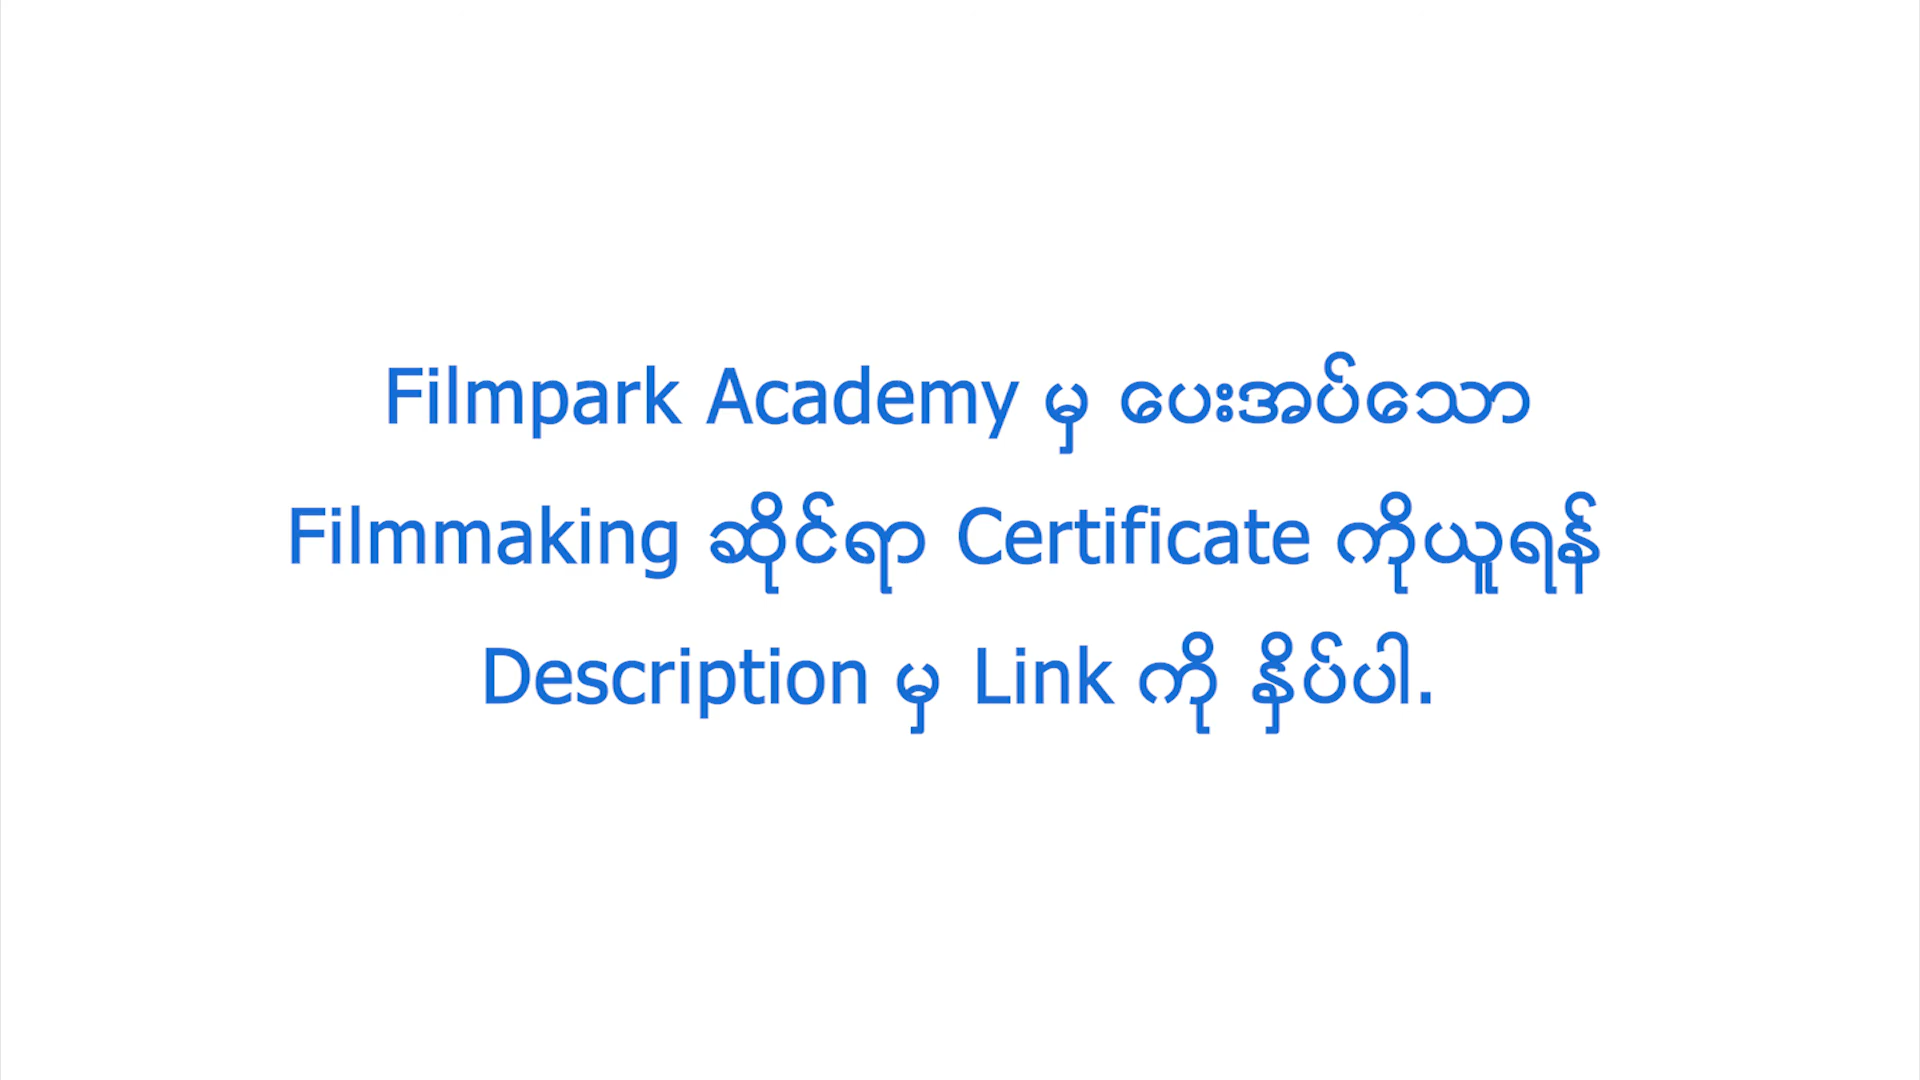 Filmpark Academy မှ ပေးအပ်သော
Filmmaking ဆိုင်ရာ Certificate ကိုယူရန်
Description မှ Link ကို နှိပ်ပါ.